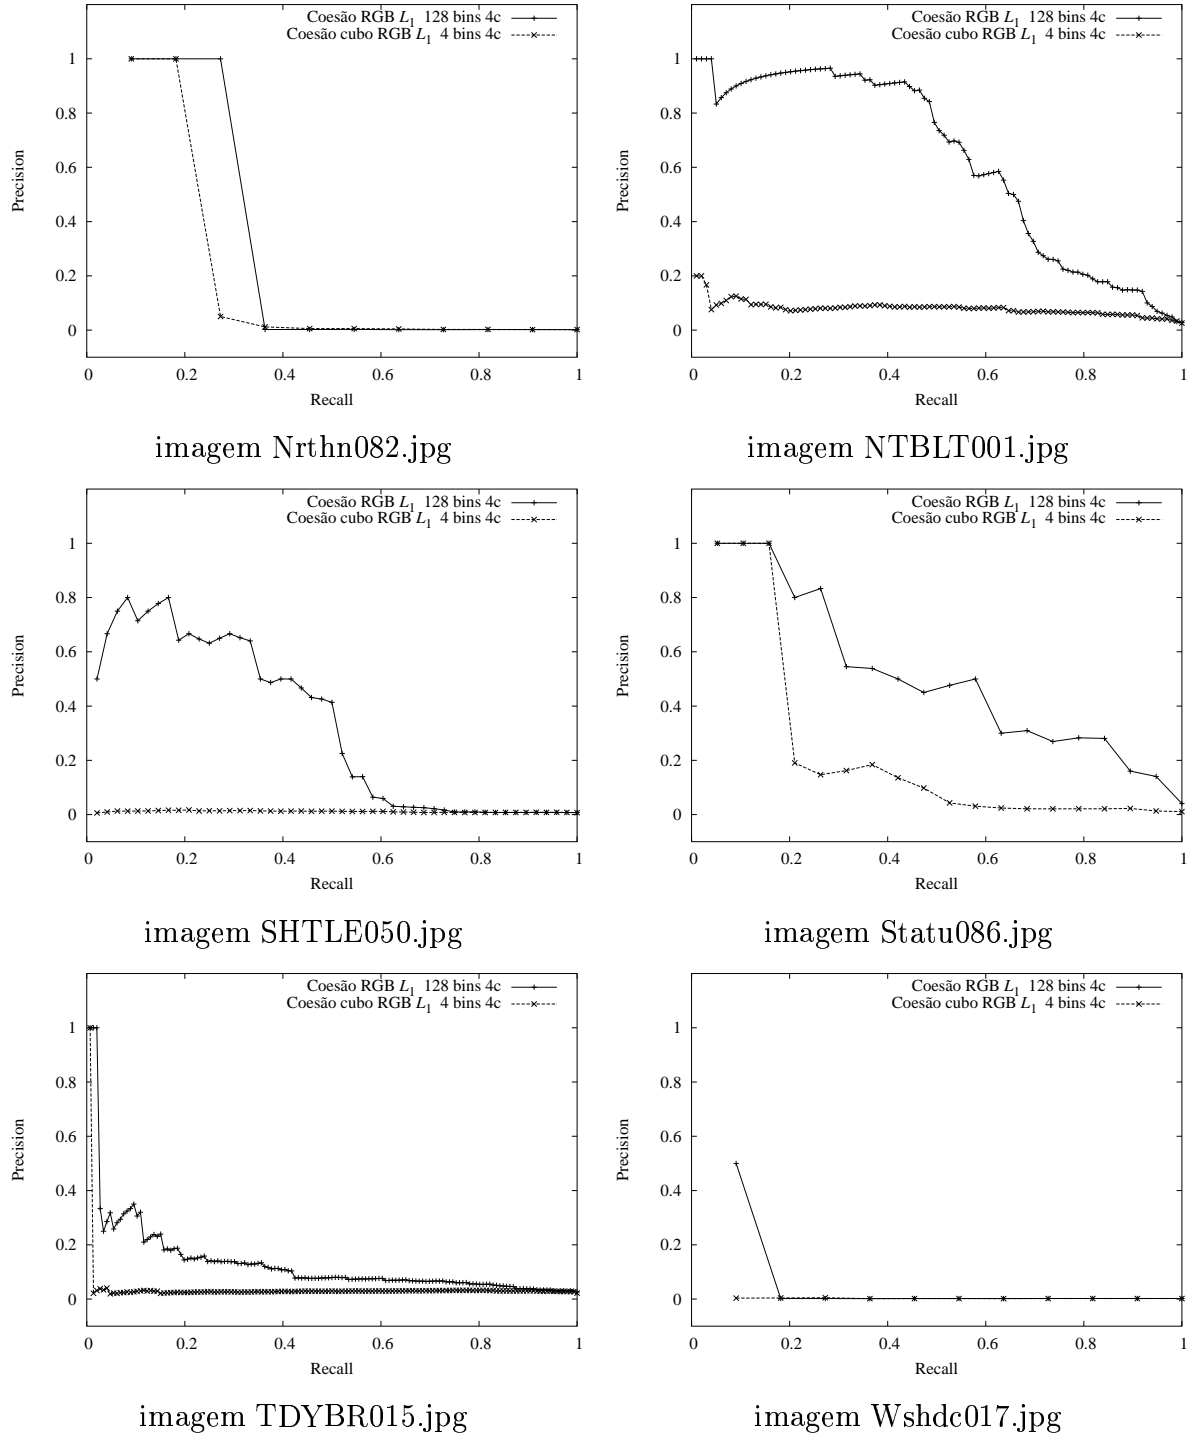 Coesão RGB L1 128 bins 4c
Coesão cubo RGB L1 4 bins 4c
1
0.8
0.6
0.4
0.2
0
Precision
0 0.2 0.4 0.6 0.8 1
Recall
imagem Nrthn082.jpg
Coesão RGB L1 128 bins 4c
Coesão cubo RGB L1 4 bins 4c
1
0.8
0.6
0.4
0.2
0
Precision
0 0.2 0.4 0.6 0.8 1
Recall
imagem NTBLT001.jpg
Coesão RGB L1 128 bins 4c
Coesão cubo RGB L1 4 bins 4c
1
0.8
0.6
0.4
0.2
0
Precision
0 0.2 0.4 0.6 0.8 1
Recall
imagem SHTLE050.jpg
Coesão RGB L1 128 bins 4c
Coesão cubo RGB L1 4 bins 4c
1
0.8
0.6
0.4
0.2
0
Precision
0 0.2 0.4 0.6 0.8 1
Recall
imagem Statu086.jpg
Coesão RGB L1 128 bins 4c
Coesão cubo RGB L1 4 bins 4c
1
0.8
0.6
0.4
0.2
0
Precision
0 0.2 0.4 0.6 0.8 1
Recall
imagem TDYBR015.jpg
Coesão RGB L1 128 bins 4c
Coesão cubo RGB L1 4 bins 4c
1
0.8
0.6
0.4
0.2
0
Precision
0 0.2 0.4 0.6 0.8 1
Recall
imagem Wshdc017.jpg